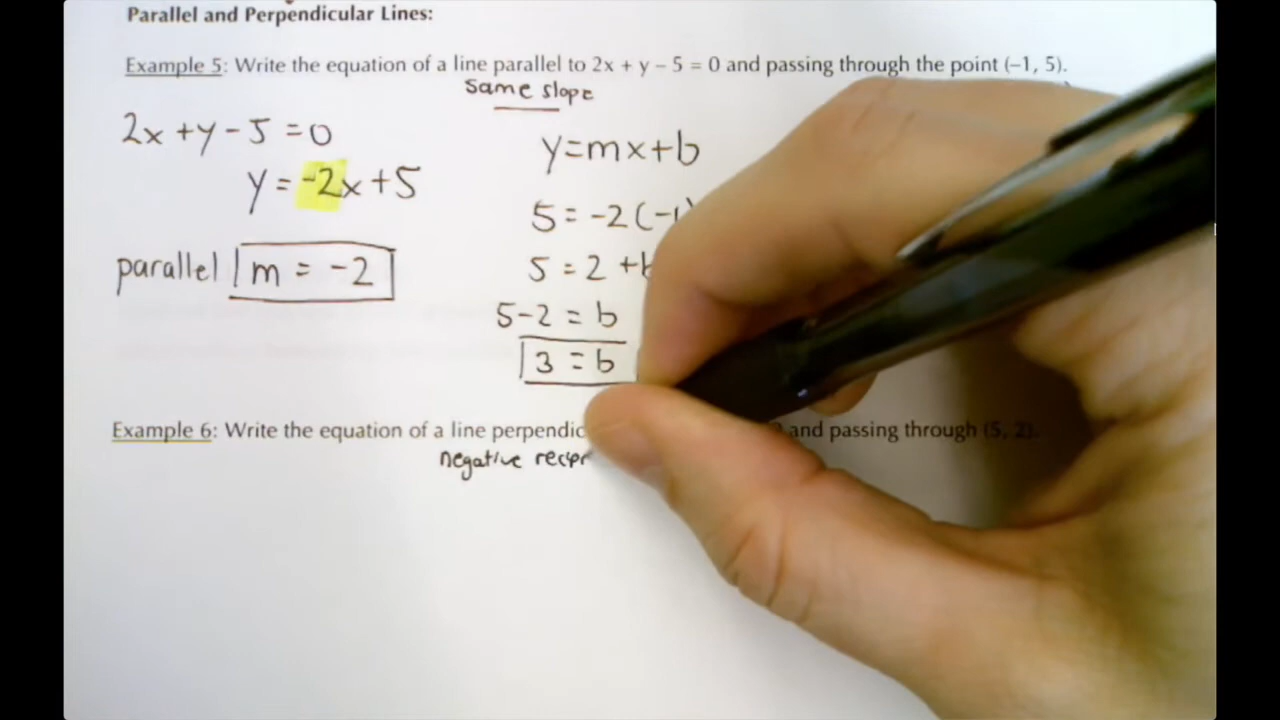 Parallel and Perpendicular Lines:
Example 5: Write the equation of a line parallel to 2x + y – 5 = 0 and passing through the point (–1, 5).
same slope
2x + y - 5 = 0
y = -2x + 5
parallel m = -2
y = mx + b
5 = -2(-1)
5 = 2 + b
5 - 2 = b
3 = b
Example 6: Write the equation of a line and passing through (5, 2).
negative